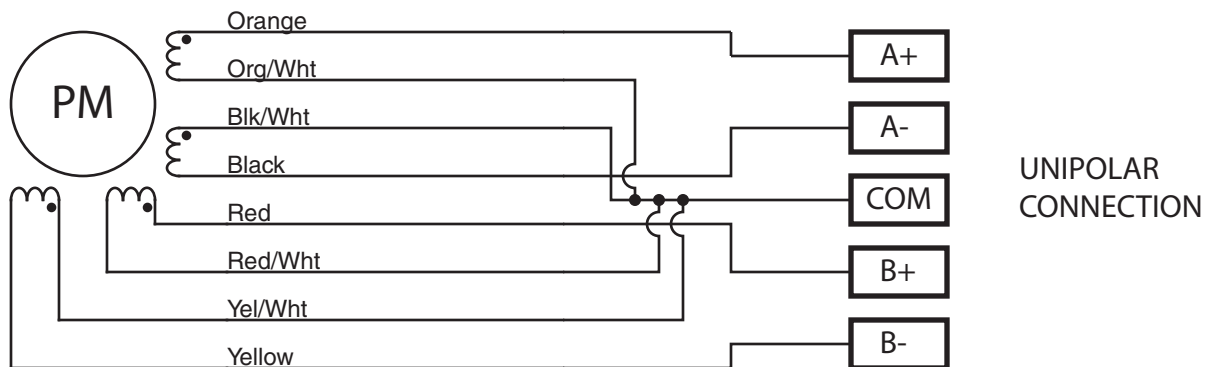 PM
Orange
Org/Wht
Blk/Wht
Black
Red
Red/Wht
Yel/Wht
Yellow
A+
A-
COM
B+
B-
UNIPOLAR
CONNECTION